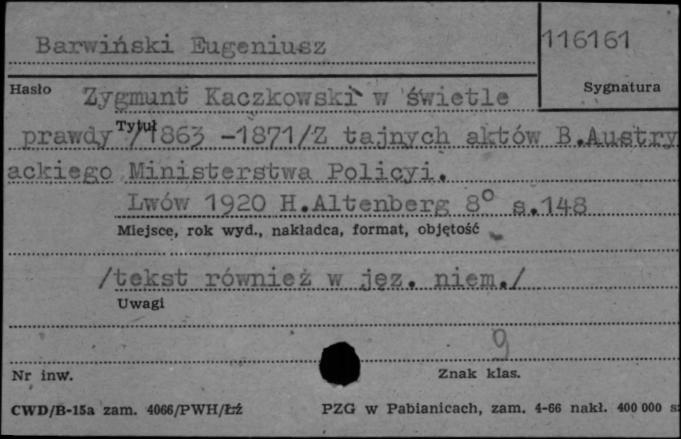 Barwiński Eugeniusz
116161
Hasło
Sygnatura
Zygmunt Kaczkowski w świetle
Tytuł
prawdy /1863 -1871/Z tajnych aktów B.Austry
ackiego Ministerstwa Policyi.
Lwów 1920 H.Altenberg 8° s.148
Miejsce, rok wyd., nakładca, format, objętość
/tekst również w jęz. niem./
Uwagi
9
Nr inw.
Znak klas.
CWD/B-15a zam. 4066/PWH/Łź
PZG w Pabianicach, zam. 4-66 nakł. 400 000 s